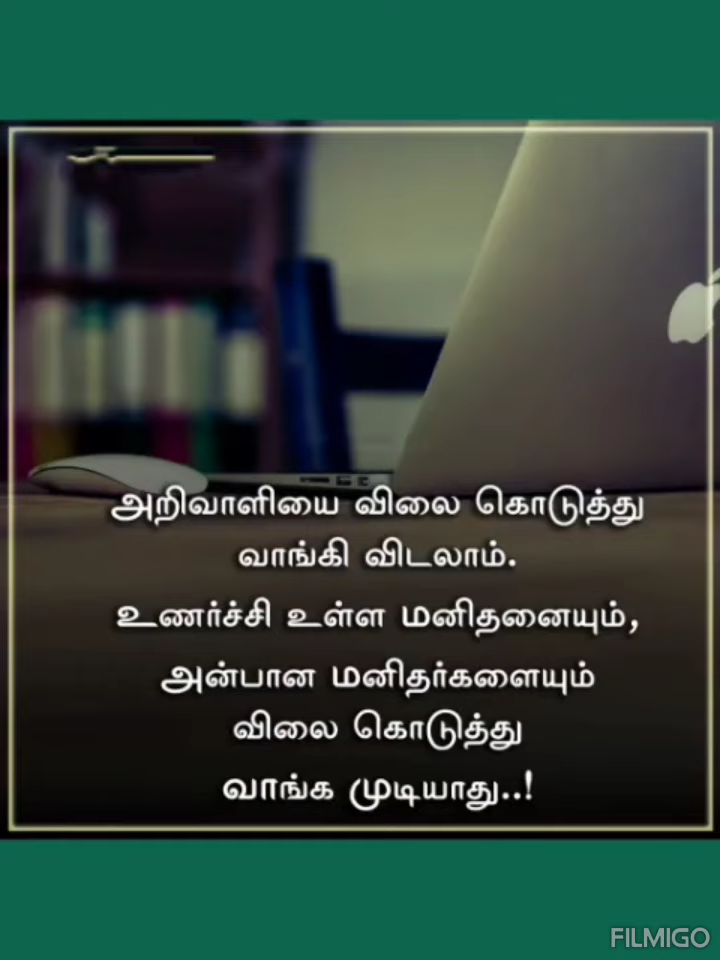 அறிவாளியை விலை கொடுத்து
வாங்கி விடலாம்.
உணர்ச்சி உள்ள மனிதனையும்,
அன்பான மனிதர்களையும்
விலை கொடுத்து
வாங்க முடியாது..!
FILMIGO